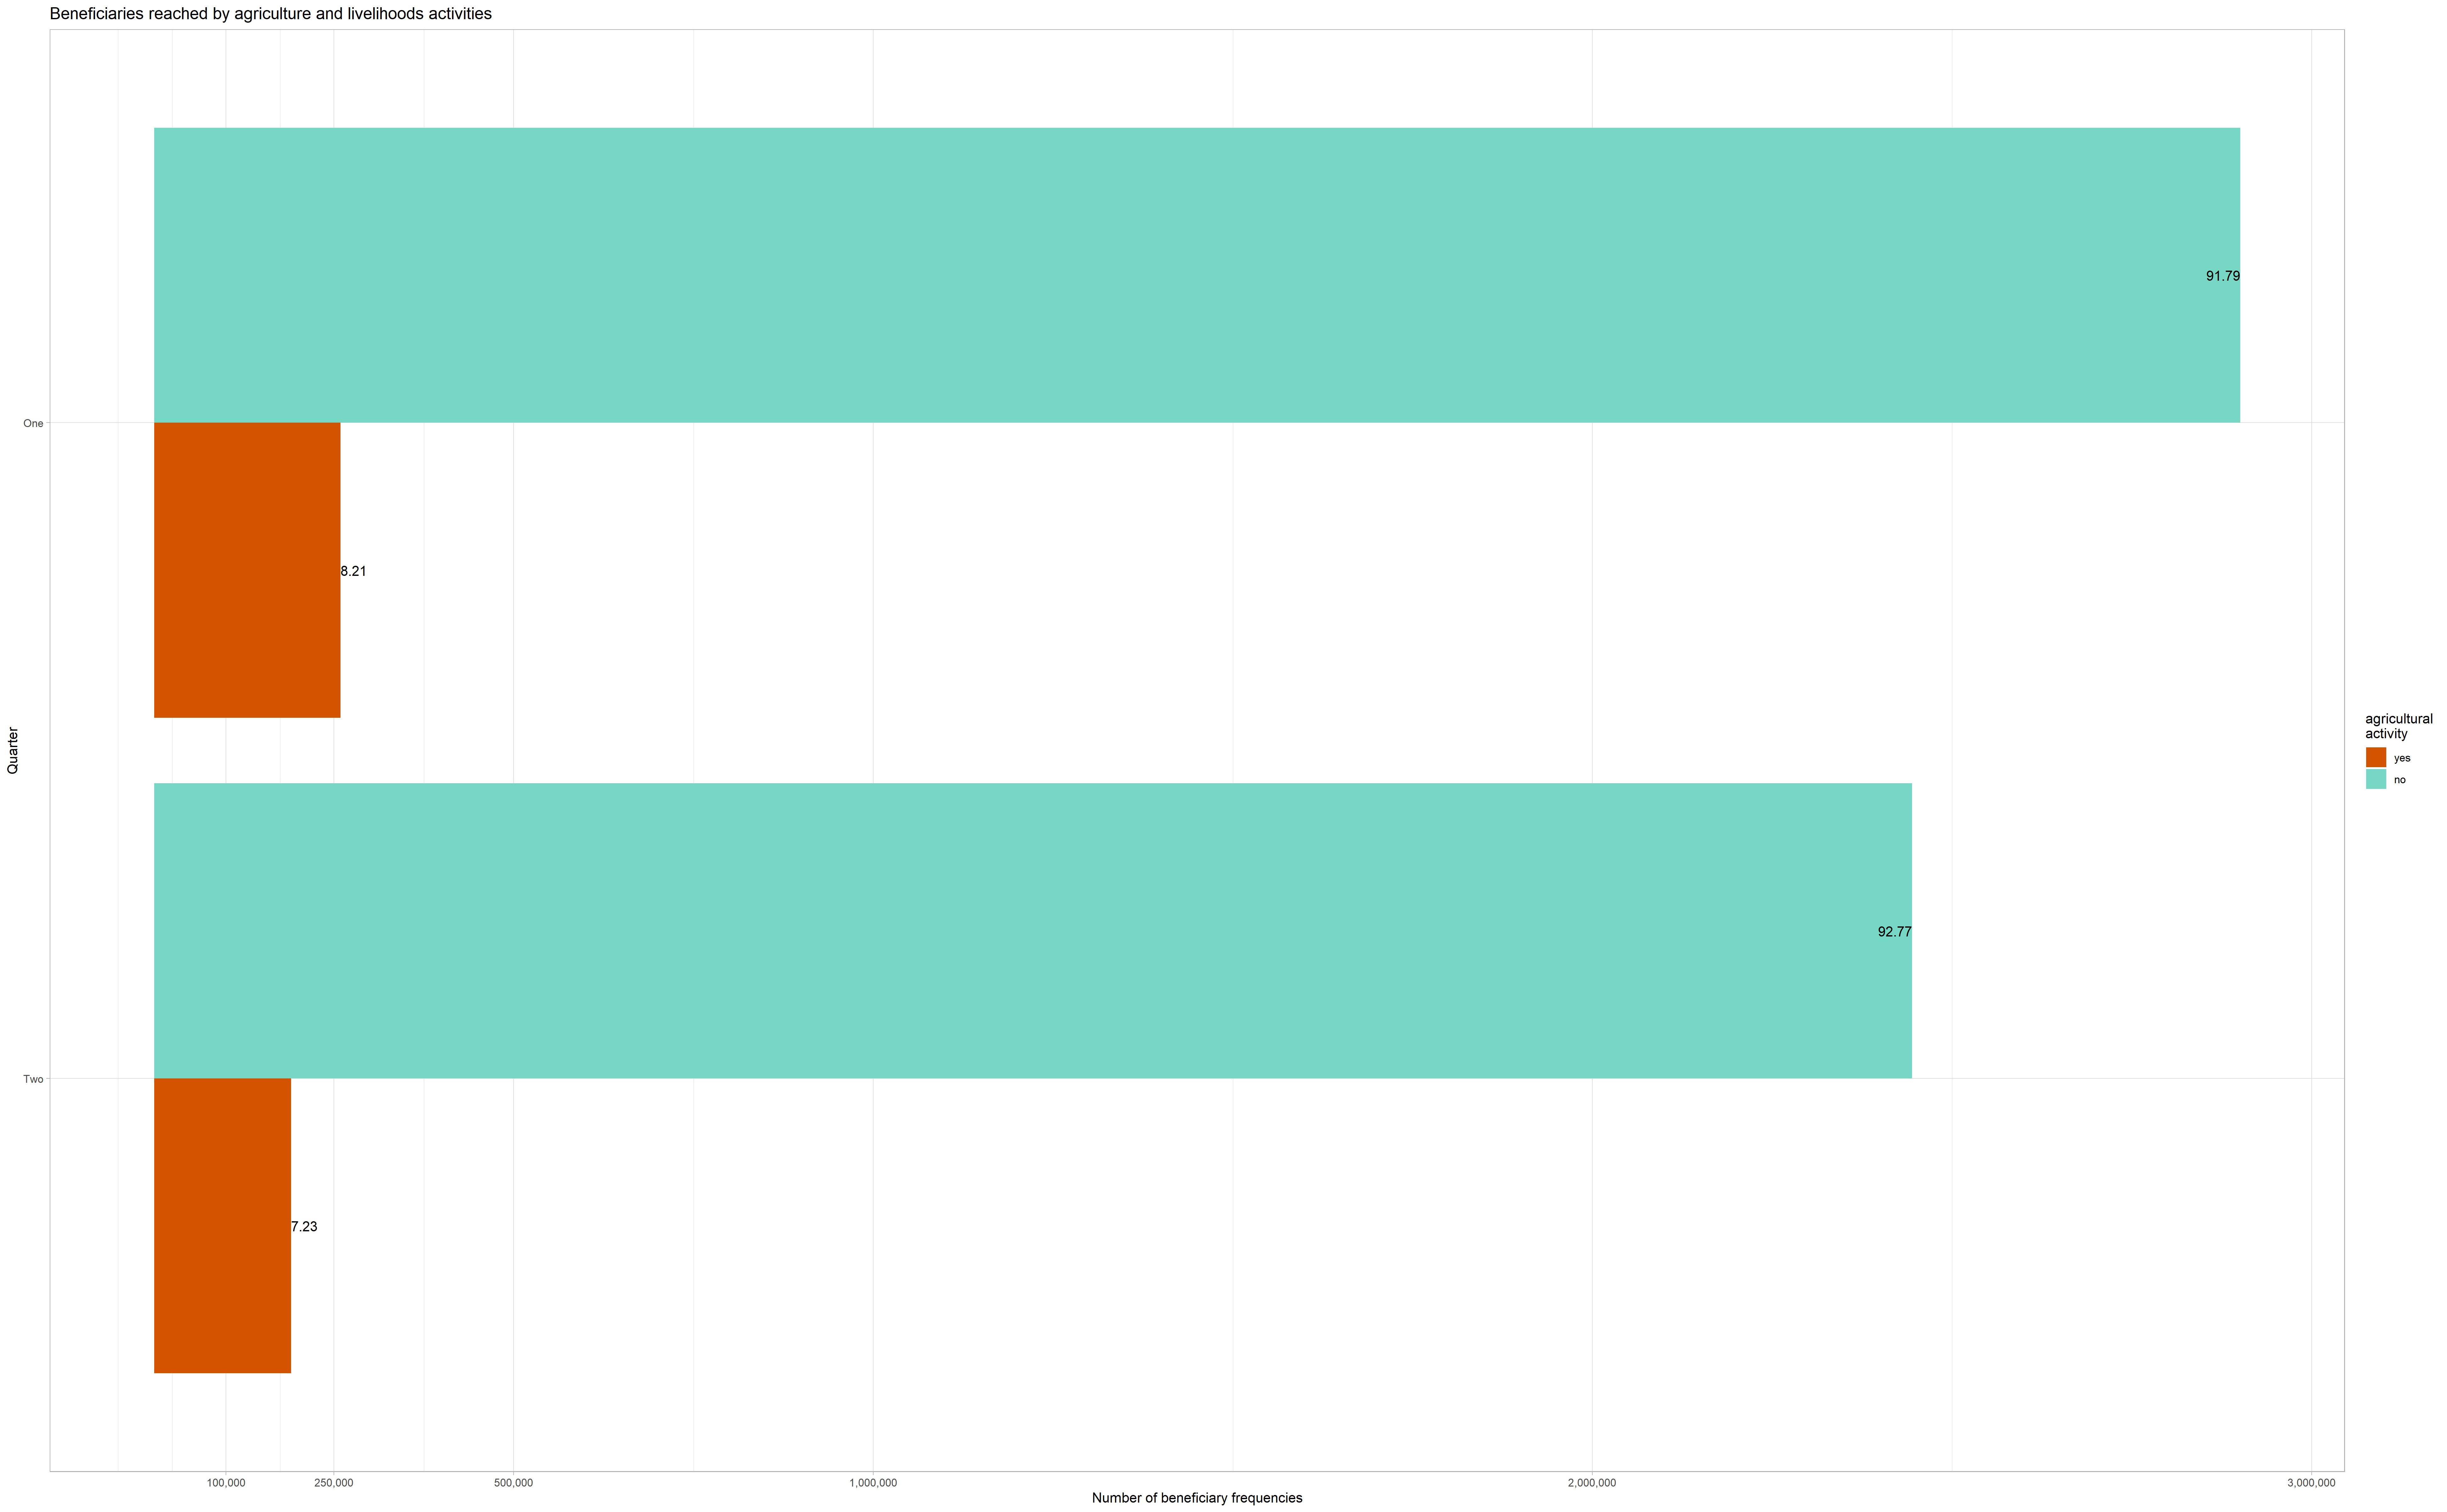 Beneficiaries reached by agriculture and livelihoods activities
91.79
One
8.21
Quarter
92.77
Two
7.23
100,000
250,000
500,000
1,000,000
2,000,000
3,000,000
Number of beneficiary frequencies
agricultural
activity
yes
no